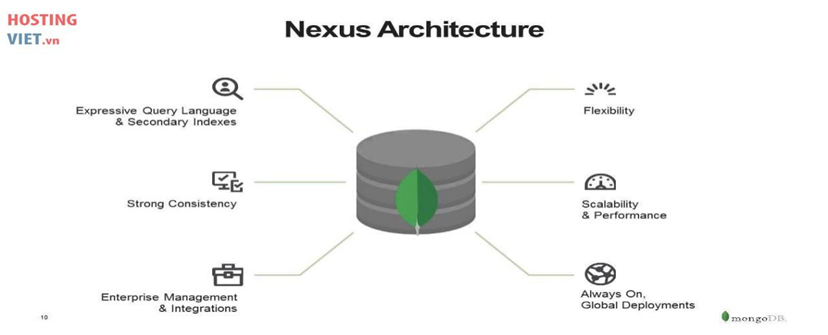 HOSTING
VIET.vn
Nexus Architecture
Expressive Query Language
& Secondary Indexes
Flexibility
Strong Consistency
Scalability
& Performance
Enterprise Management
& Integrations
Always On,
Global Deployments
19
mongoDB.